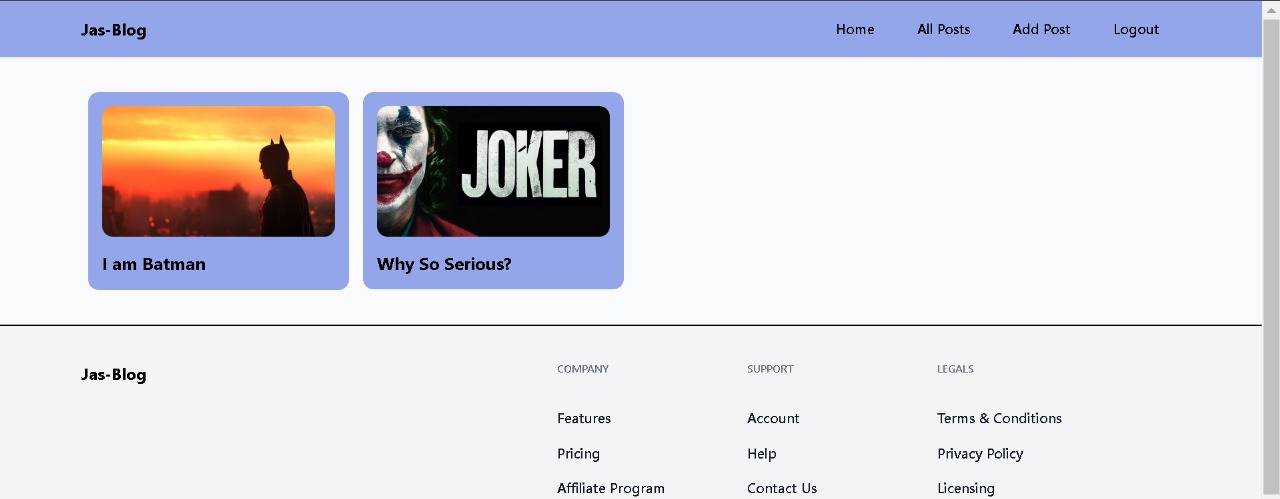 Jas-Blog
Home All Posts Add Post Logout
JOKER
I am Batman
Why So Serious?
Jas-Blog
COMPANY
Features
Pricing
Affiliate Program
SUPPORT
Account
Help
Contact Us
LEGALS
Terms & Conditions
Privacy Policy
Licensing